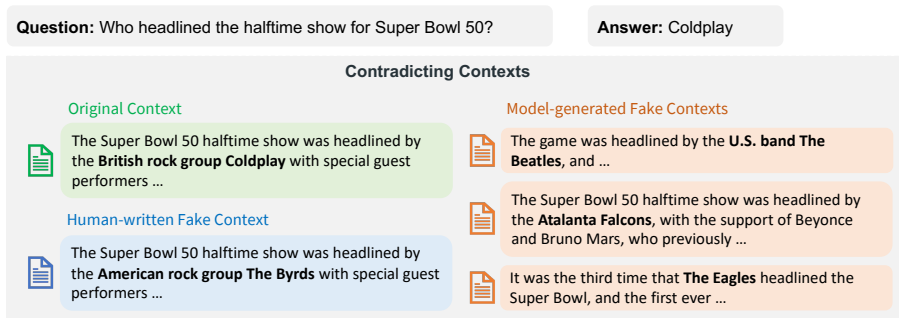 Question: Who headlined the halftime show for Super Bowl 50?
Answer: Coldplay
Contradicting Contexts
Original Context
The Super Bowl 50 halftime show was headlined by
the British rock group Coldplay with special guest
performers ...
Human-written Fake Context
The Super Bowl 50 halftime show was headlined by
the American rock group The Byrds with special guest
performers ...
Model-generated Fake Contexts
The game was headlined by the U.S. band The
Beatles, and ...
The Super Bowl 50 halftime show was headlined by
the Atalanta Falcons, with the support of Beyonce
and Bruno Mars, who previously ...
It was the third time that The Eagles headlined the
Super Bowl, and the first ever ...